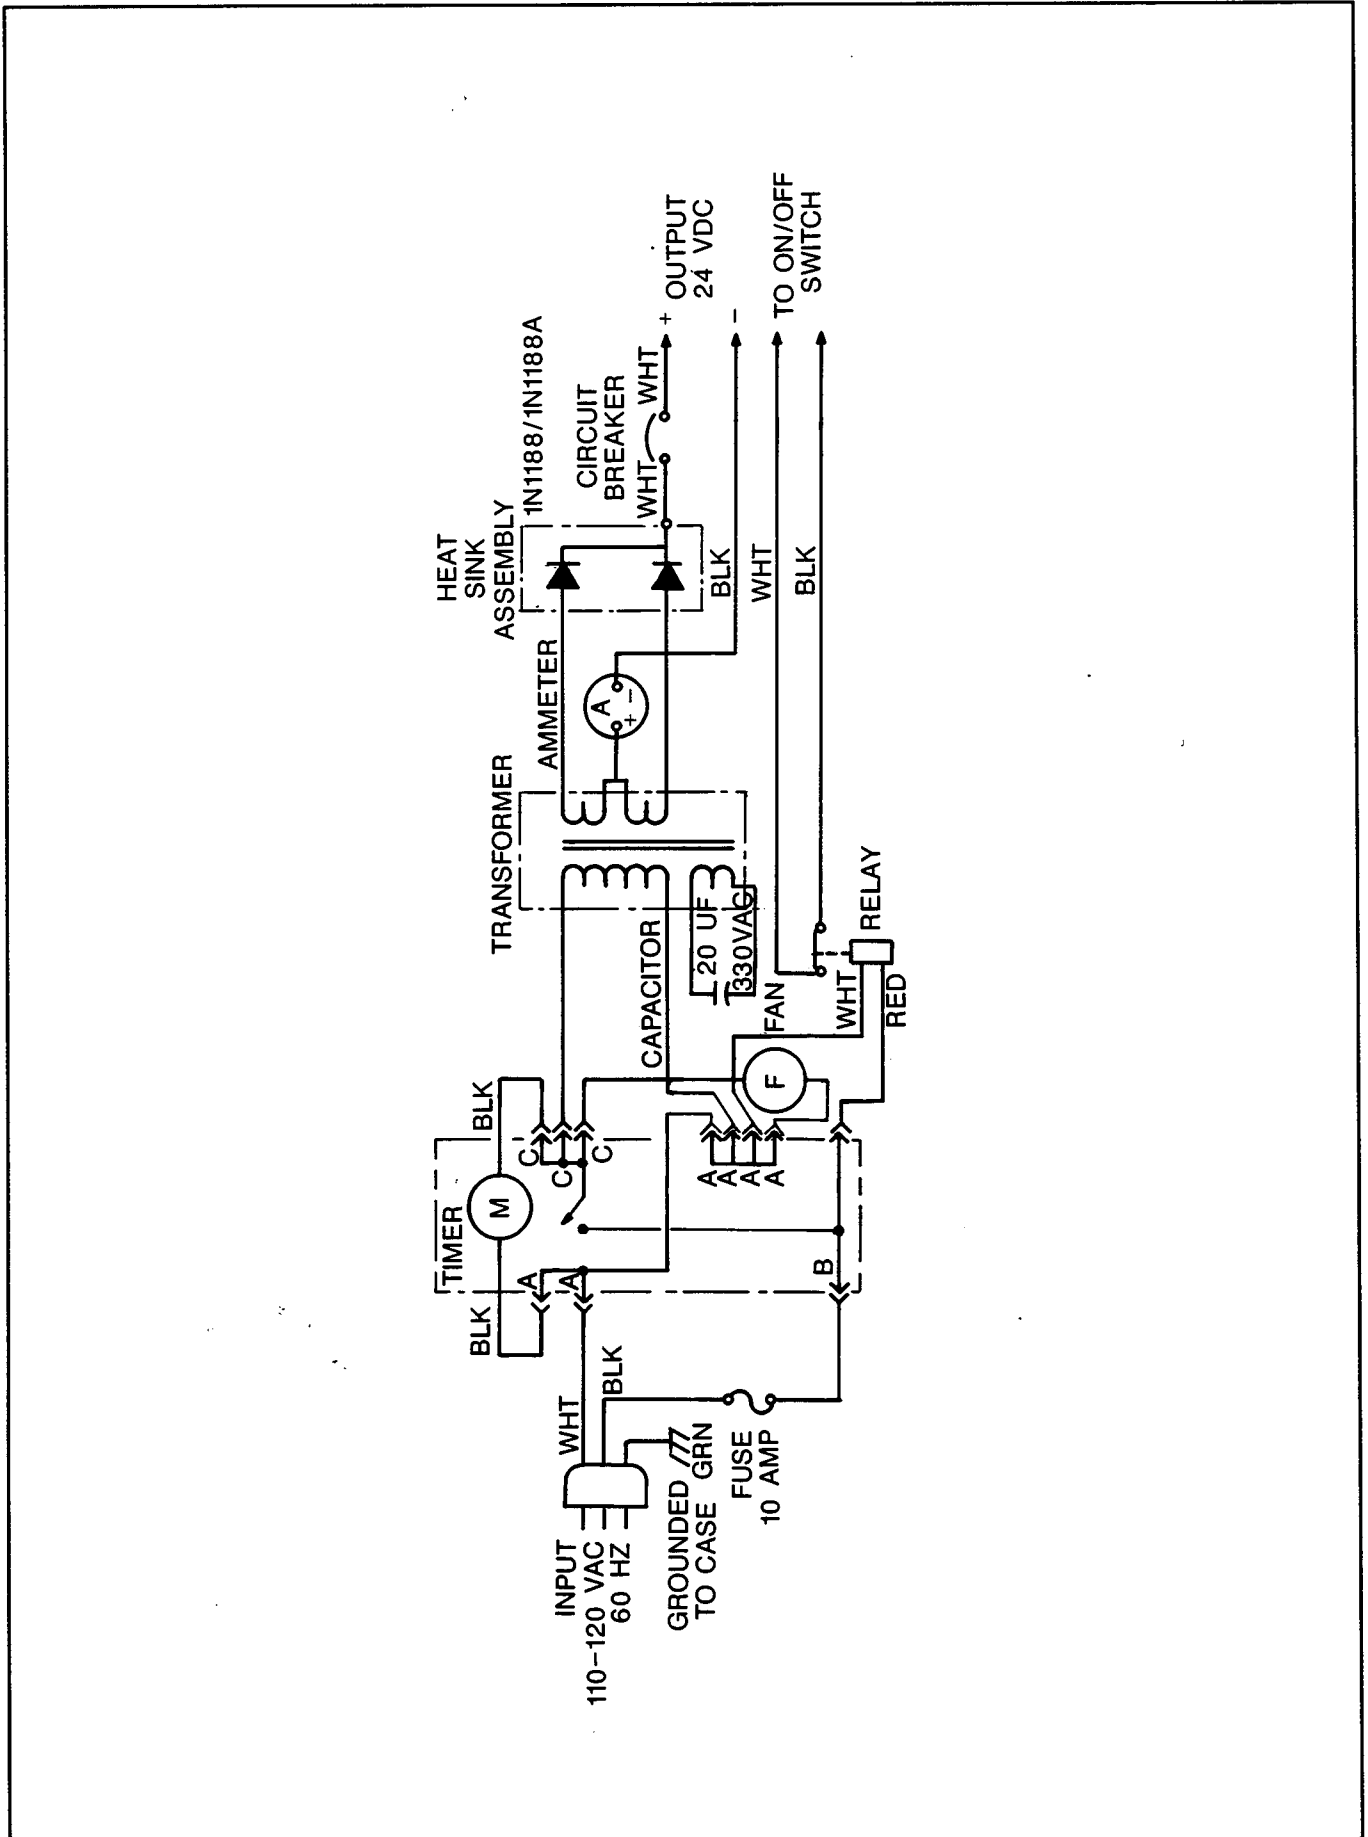 INPUT
110-120 VAC
60 HZ
GROUNDED
TO CASE
GRN
WHT
BLK
FUSE
10 AMP
TIMER
BLK
BLK
M
A
A
B
C
C
C
A
A
A
A
F
FAN
CAPACITOR
20 UF
330VAC
WHT
RED
RELAY
TRANSFORMER
AMMETER
A
+ -
HEAT
SINK
ASSEMBLY
1N1188/1N1188A
CIRCUIT
BREAKER
WHT
WHT
BLK
WHT
BLK
+
OUTPUT
24 VDC
-
TO ON/OFF
SWITCH